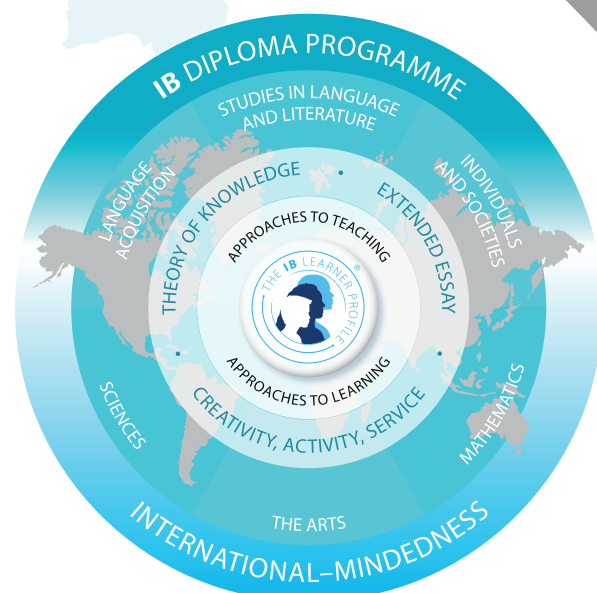 IB DIPLOMA PROGRAMME
STUDIES IN LANGUAGE
AND LITERATURE
LANGUAGE
ACQUISITION
INDIVIDUALS
AND SOCIETIES
THEORY OF KNOWLEDGE
EXTENDED ESSAY
APPROACHES TO TEACHING
THE IB LEARNER PROFILE®
APPROACHES TO LEARNING
CREATIVITY, ACTIVITY, SERVICE
SCIENCES
MATHEMATICS
THE ARTS
INTERNATIONAL–MINDEDNESS